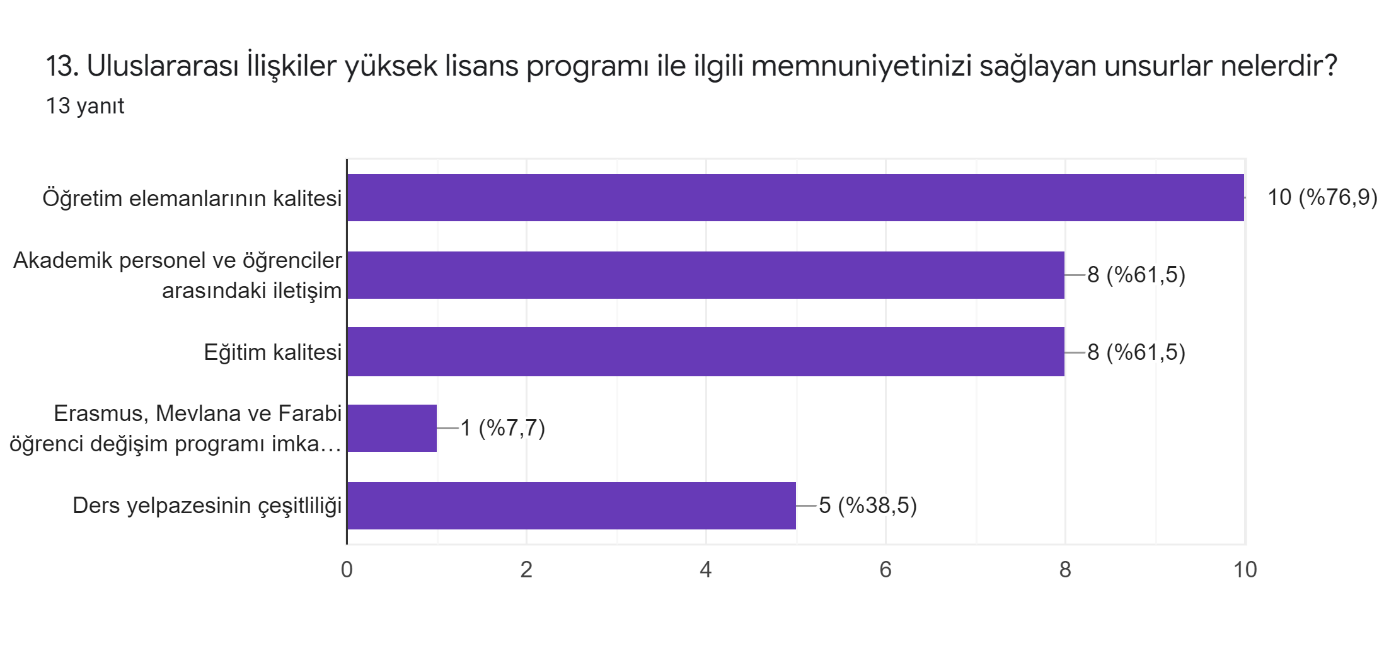 13. Uluslararası İlişkiler yüksek lisans programı ile ilgili memnuniyetinizi sağlayan unsurlar nelerdir?
13 yanıt
Öğretim elemanlarının kalitesi
10 (%76,9)
Akademik personel ve öğrenciler
arasındaki iletişim
8 (%61,5)
Eğitim kalitesi
8 (%61,5)
Erasmus, Mevlana ve Farabi
öğrenci değişim programı imka…
1 (%7,7)
Ders yelpazesinin çeşitliliği
5 (%38,5)
0 2 4 6 8 10